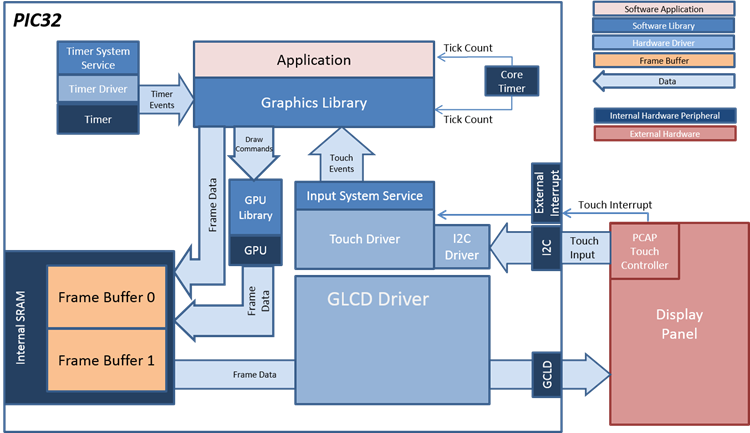 PIC32
Timer System
Service
Timer Driver
Timer
Timer
Events
Application
Graphics Library
Tick Count
Core
Timer
Tick Count
Software Application
Software Library
Hardware Driver
Frame Buffer
Data
Internal Hardware Peripheral
External Hardware
Frame Data
Draw
Commands
Touch
Events
GPU
Library
GPU
Frame
Data
Input System Service
Touch Driver
I2C
Driver
External
Interrupt
Touch Interrupt
I2C
Touch
Input
PCAP
Touch
Controller
Display
Panel
Internal SRAM
Frame Buffer 0
Frame Buffer 1
Frame Data
GLCD Driver
GCLD